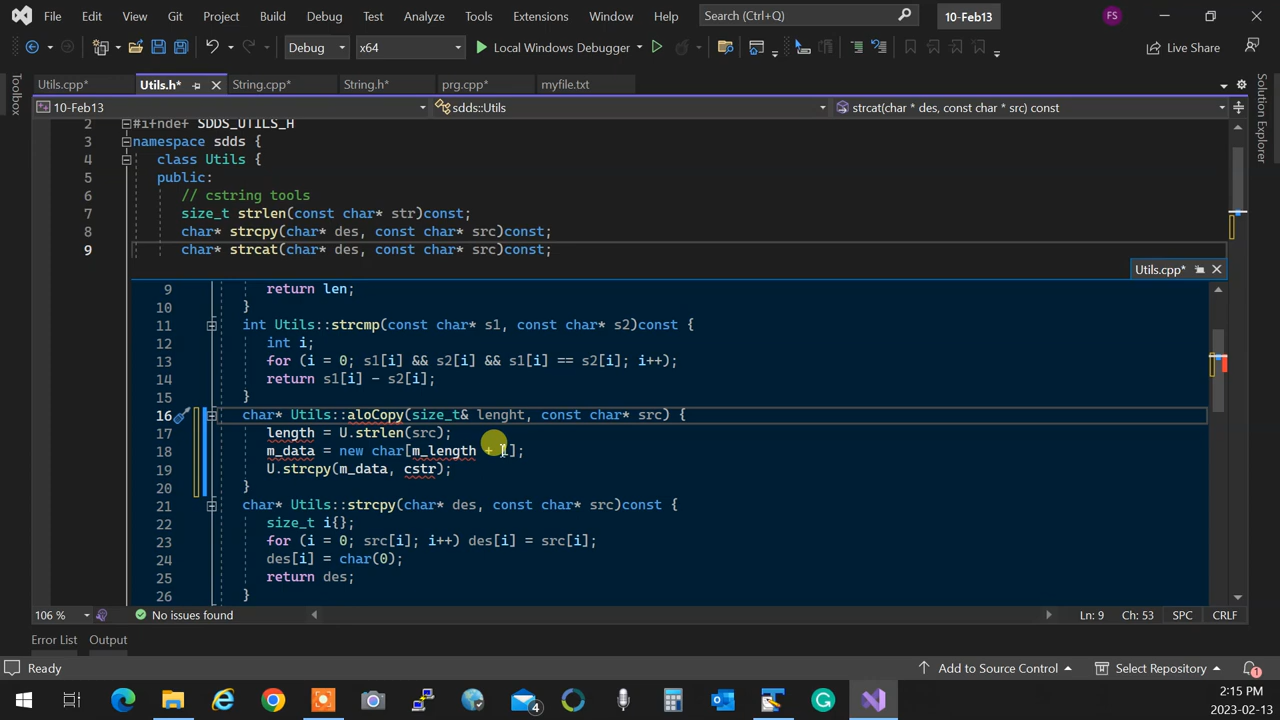 File Edit View Git Project Build Debug Test Analyze Tools Extensions Window Help Search (Ctrl+Q) 10-Feb13 FS
Debug x64 Local Windows Debugger Live Share
Utils.cpp* Utils.h* String.cpp* String.h* prg.cpp* myfile.txt
10-Feb13 sdds::Utils strcat(char * des, const char * src) const
Toolbox
Solution Explorer
2 #ifndef SDDS_UTILS_H
3 namespace sdds {
4 class Utils {
5 public:
6 // cstring tools
7 size_t strlen(const char* str)const;
8 char* strcpy(char* des, const char* src)const;
9 char* strcat(char* des, const char* src)const;
Utils.cpp*
9 return len;
10 }
11 int Utils::strcmp(const char* s1, const char* s2)const {
12 int i;
13 for (i = 0; s1[i] && s2[i] && s1[i] == s2[i]; i++);
14 return s1[i] - s2[i];
15 }
16 char* Utils::aloCopy(size_t& lenght, const char* src) {
17 length = U.strlen(src);
18 m_data = new char[m_length + 1];
19 U.strcpy(m_data, cstr);
20 }
21 char* Utils::strcpy(char* des, const char* src)const {
22 size_t i{};
23 for (i = 0; src[i]; i++) des[i] = src[i];
24 des[i] = char(0);
25 return des;
26 }
106 % No issues found Ln: 9 Ch: 53 SPC CRLF
Error List Output
Ready Add to Source Control Select Repository 1
4
2:15 PM
2023-02-13